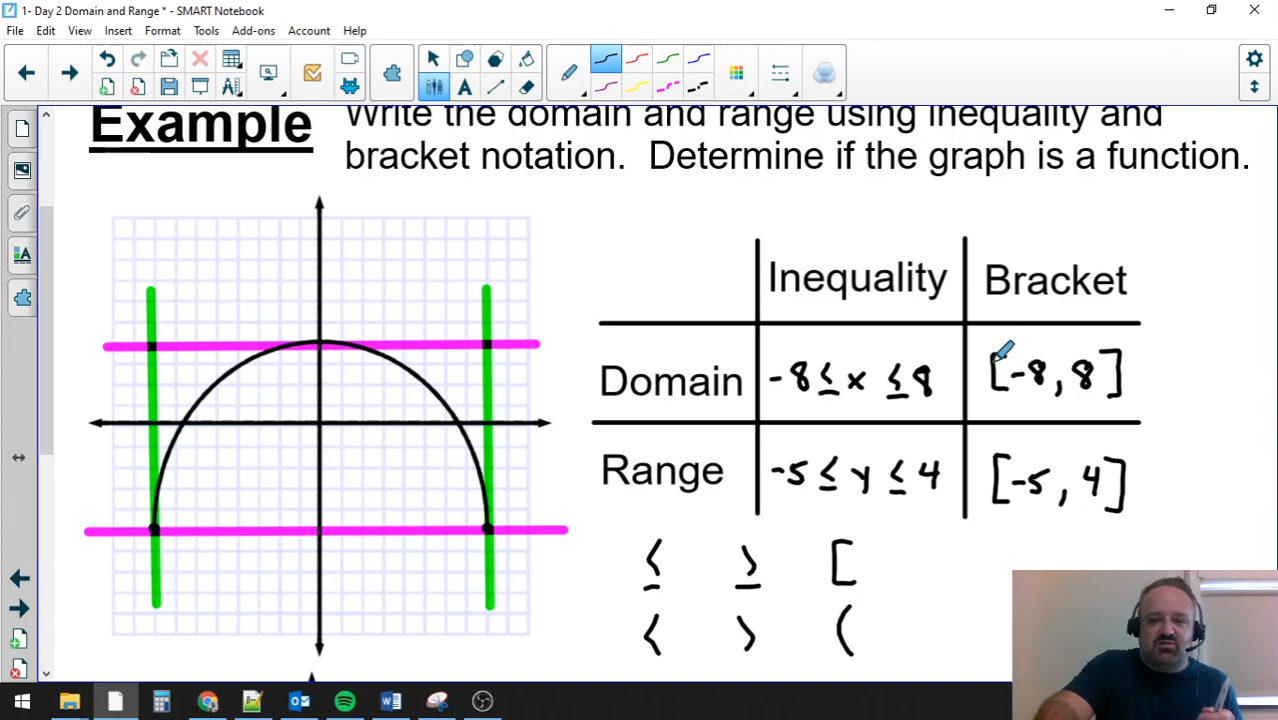 1- Day 2 Domain and Range * - SMART Notebook
File Edit View Insert Format Tools Add-ons Account Help
Example Write the domain and range using inequality and
bracket notation. Determine if the graph is a function.
Inequality Bracket
Domain -8 ≤ x ≤ 8 [-8, 8]
Range -5 ≤ y ≤ 4 [-5, 4]
≤ ≥ [
< > (